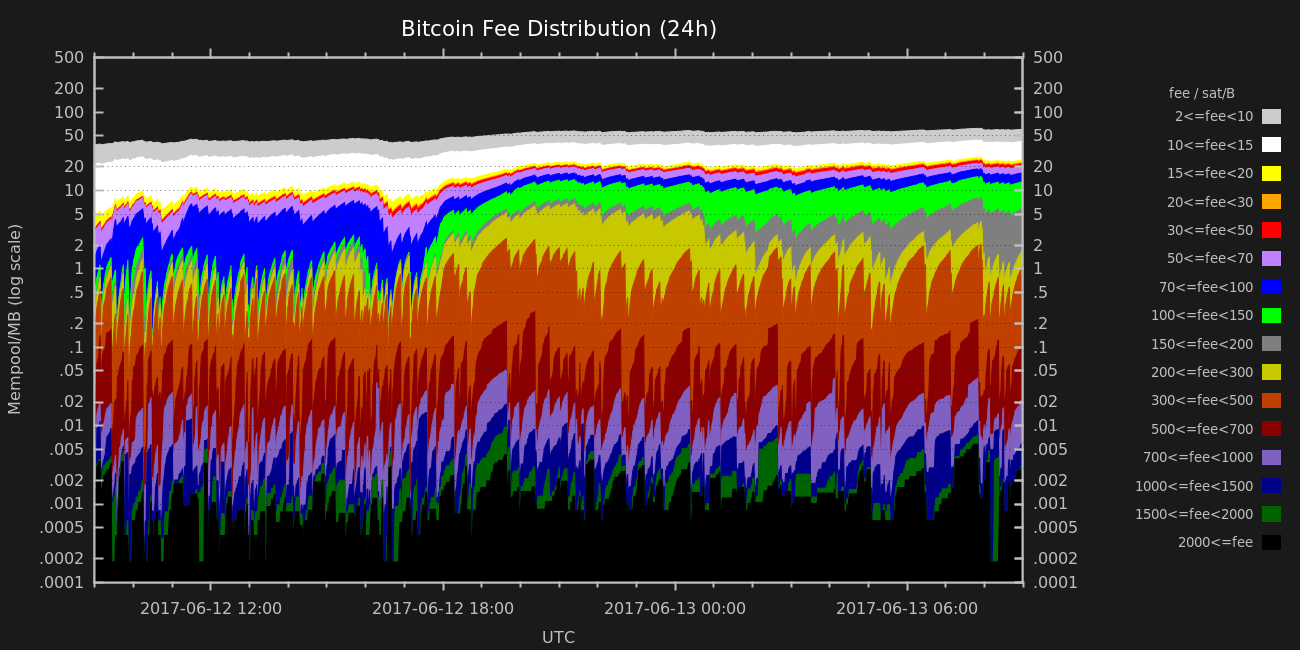 Bitcoin Fee Distribution (24h)
Mempool/MB (log scale)
500
200
100
50
20
10
5
2
1
.5
.2
.1
.05
.02
.01
.005
.002
.001
.0005
.0002
.0001
500
200
100
50
20
10
5
2
1
.5
.2
.1
.05
.02
.01
.005
.002
.001
.0005
.0002
.0001
2017-06-12 12:00
2017-06-12 18:00
2017-06-13 00:00
2017-06-13 06:00
UTC
fee / sat/B
2<=fee<10
10<=fee<15
15<=fee<20
20<=fee<30
30<=fee<50
50<=fee<70
70<=fee<100
100<=fee<150
150<=fee<200
200<=fee<300
300<=fee<500
500<=fee<700
700<=fee<1000
1000<=fee<1500
1500<=fee<2000
2000<=fee